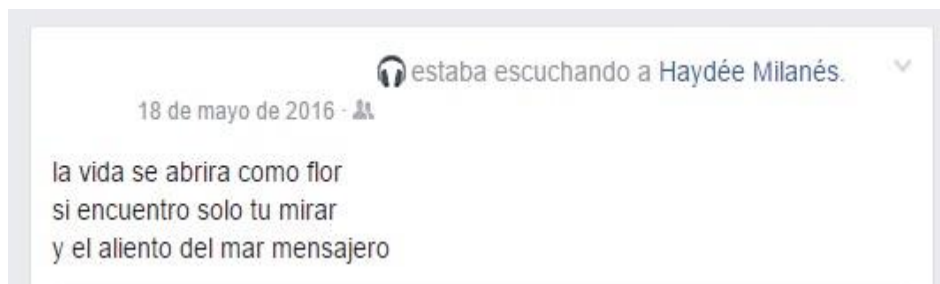 estaba escuchando a Haydée Milanés.
18 de mayo de 2016 ·
la vida se abrira como flor
si encuentro solo tu mirar
y el aliento del mar mensajero